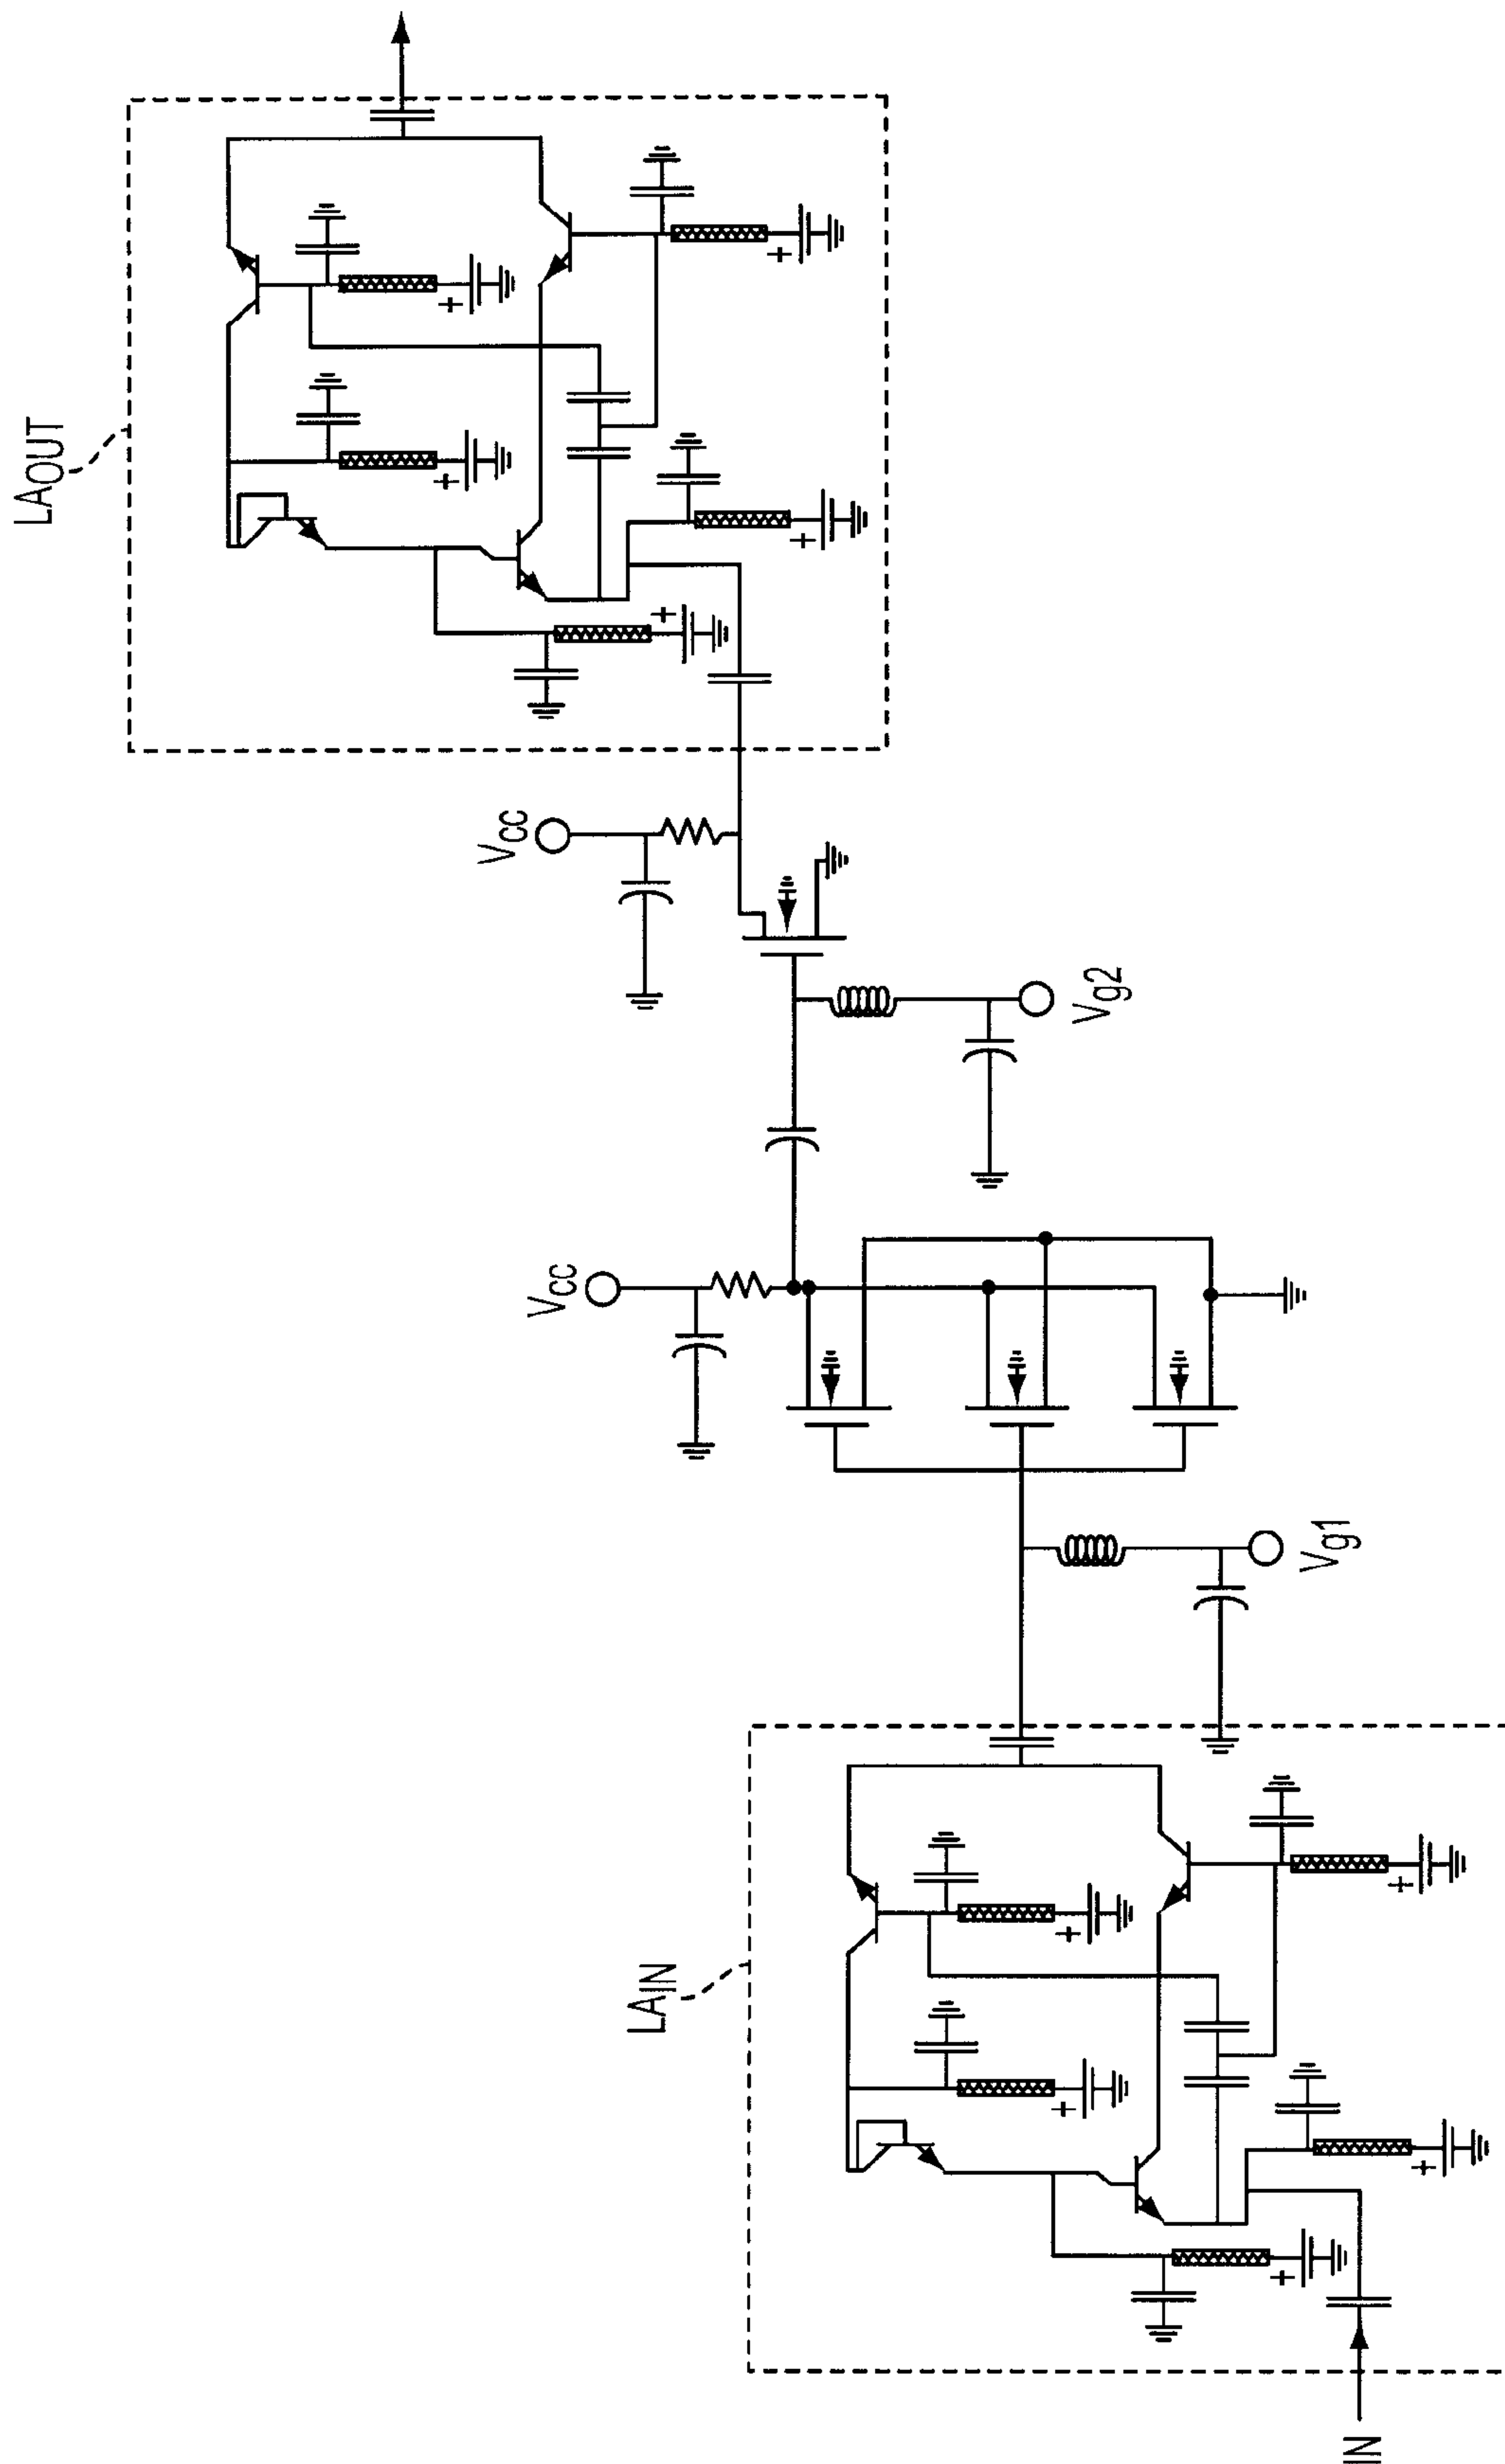 LAOUT
VCC
Vg2
VCC
Vg1
LAIN
IN
+
+
+
+
+
+
+
+
+
+